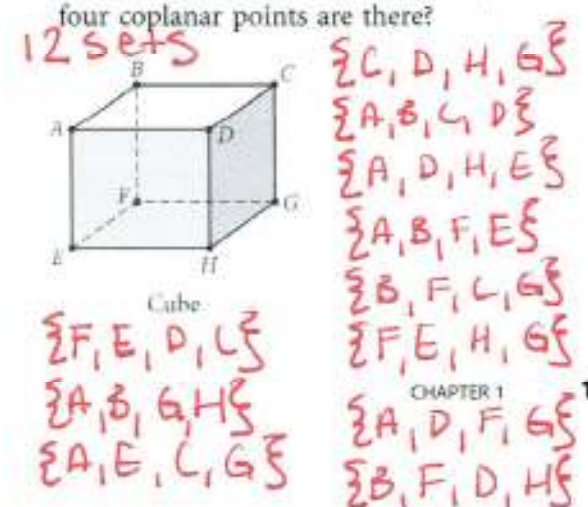 four coplanar points are there?
12 sets
B
C
A
D
F
G
E
H
Cube
{F, E, D, C}
{A, B, G, H}
{A, E, C, G}
{C, D, H, G}
{A, B, C, D}
{A, D, H, E}
{A, B, F, E}
{B, F, C, G}
{F, E, H, G}
CHAPTER 1
{A, D, F, G}
{B, F, D, H}